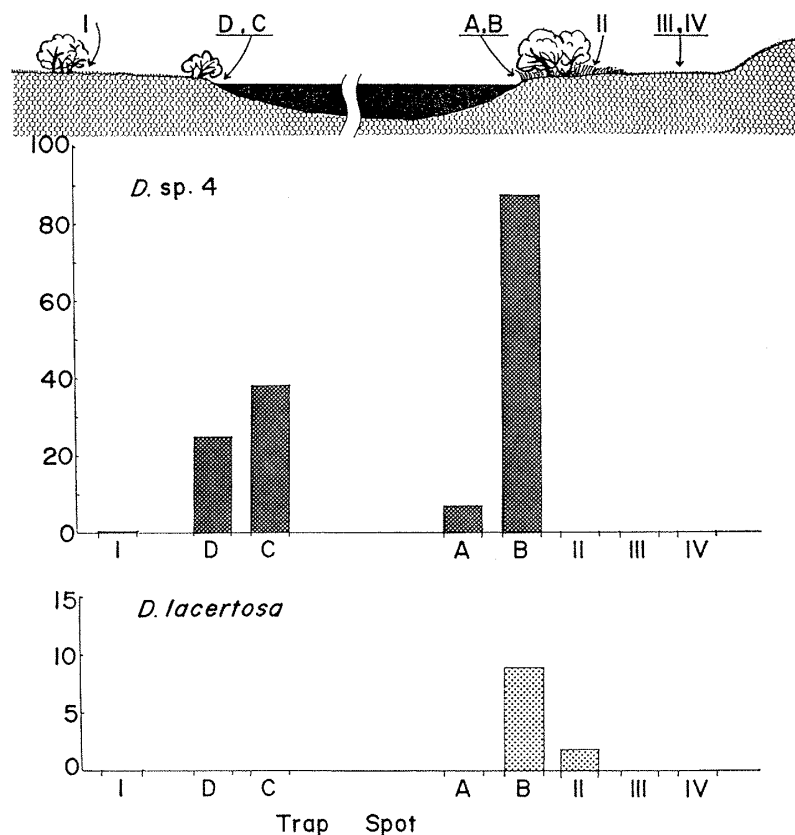 I D, C A,B II III,IV
100
D. sp. 4
80
60
40
20
0
I D C A B II III IV
15
D. lacertosa
10
5
0
I D C A B II III IV
Trap Spot